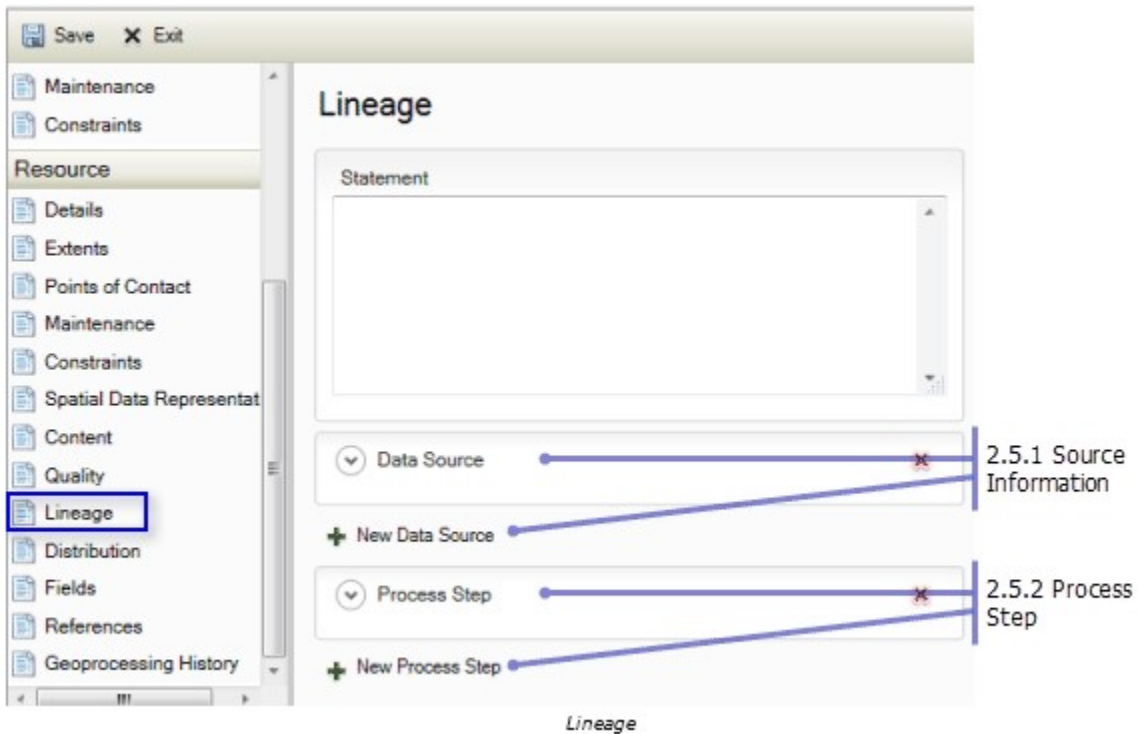 Save Exit
Maintenance
Constraints
Resource
Details
Extents
Points of Contact
Maintenance
Constraints
Spatial Data Representat
Content
Quality
Lineage
Distribution
Fields
References
Geoprocessing History
Lineage
Statement
Data Source
New Data Source
Process Step
New Process Step
2.5.1 Source
Information
2.5.2 Process
Step
Lineage